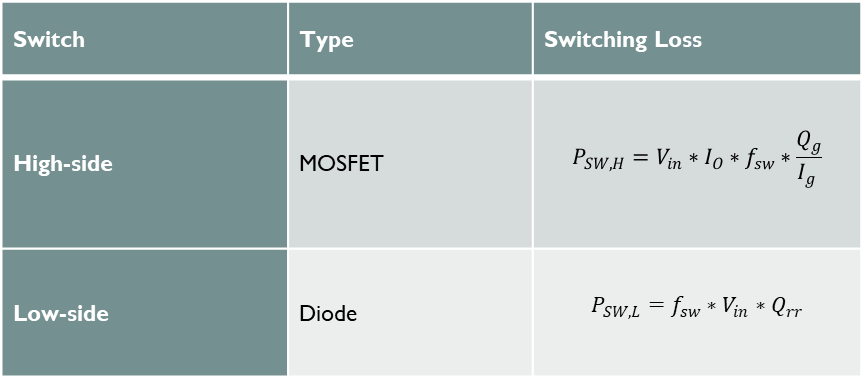 Switch Type Switching Loss
High-side MOSFET P_{SW,H} = V_{in} * I_O * f_{sw} * \frac{Q_g}{I_g}
Low-side Diode P_{SW,L} = f_{sw} * V_{in} * Q_{rr}